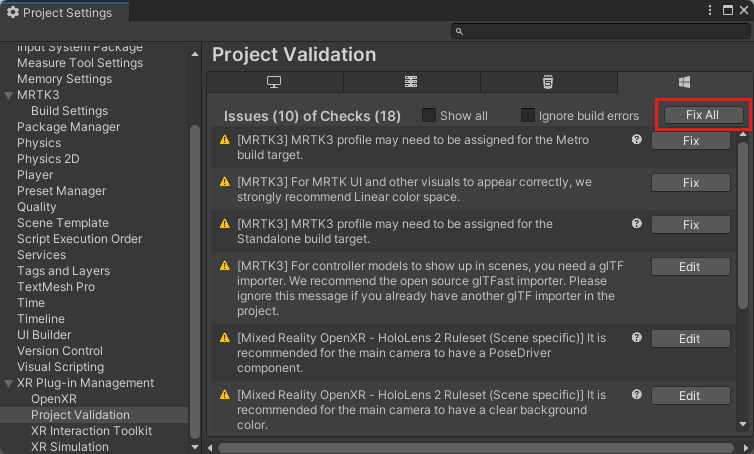 Project Settings
Input System Package
Measure Tool Settings
Memory Settings
MRTK3
Build Settings
Package Manager
Physics
Physics 2D
Player
Preset Manager
Quality
Scene Template
Script Execution Order
Services
Tags and Layers
TextMesh Pro
Time
Timeline
UI Builder
Version Control
Visual Scripting
XR Plug-in Management
OpenXR
Project Validation
XR Interaction Toolkit
XR Simulation
Project Validation
Issues (10) of Checks (18)
Show all
Ignore build errors
Fix All
[MRTK3] MRTK3 profile may need to be assigned for the Metro
build target.
Fix
[MRTK3] For MRTK UI and other visuals to appear correctly, we
strongly recommend Linear color space.
Fix
[MRTK3] MRTK3 profile may need to be assigned for the
Standalone build target.
Fix
[MRTK3] For controller models to show up in scenes, you need a glTF
importer. We recommend the open source glTFast importer. Please
ignore this message if you already have another glTF importer in the
project.
Edit
[Mixed Reality OpenXR - HoloLens 2 Ruleset (Scene specific)] It is
recommended for the main camera to have a PoseDriver
component.
Edit
[Mixed Reality OpenXR - HoloLens 2 Ruleset (Scene specific)] It is
recommended for the main camera to have a clear background
color.
Edit